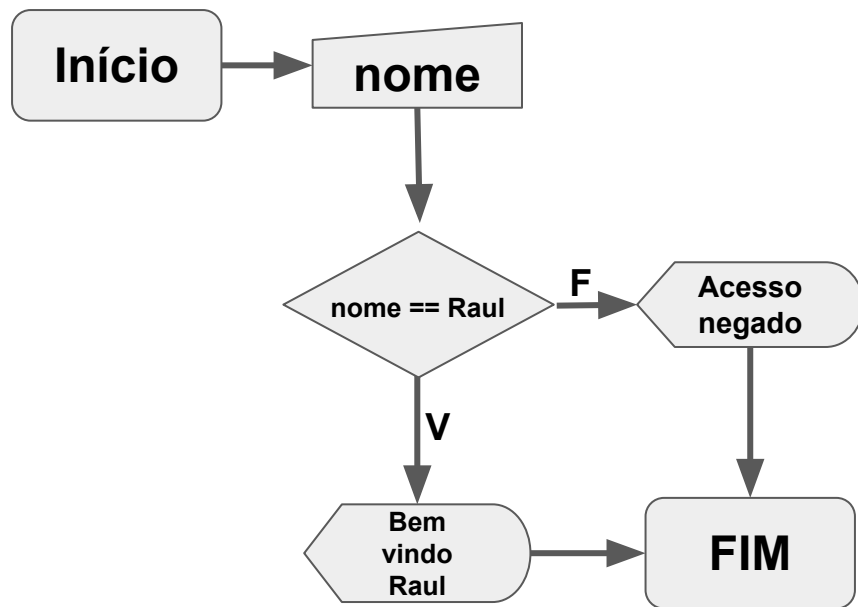 Início
nome
nome == Raul
F
Acesso
negado
V
Bem
vindo
Raul
FIM